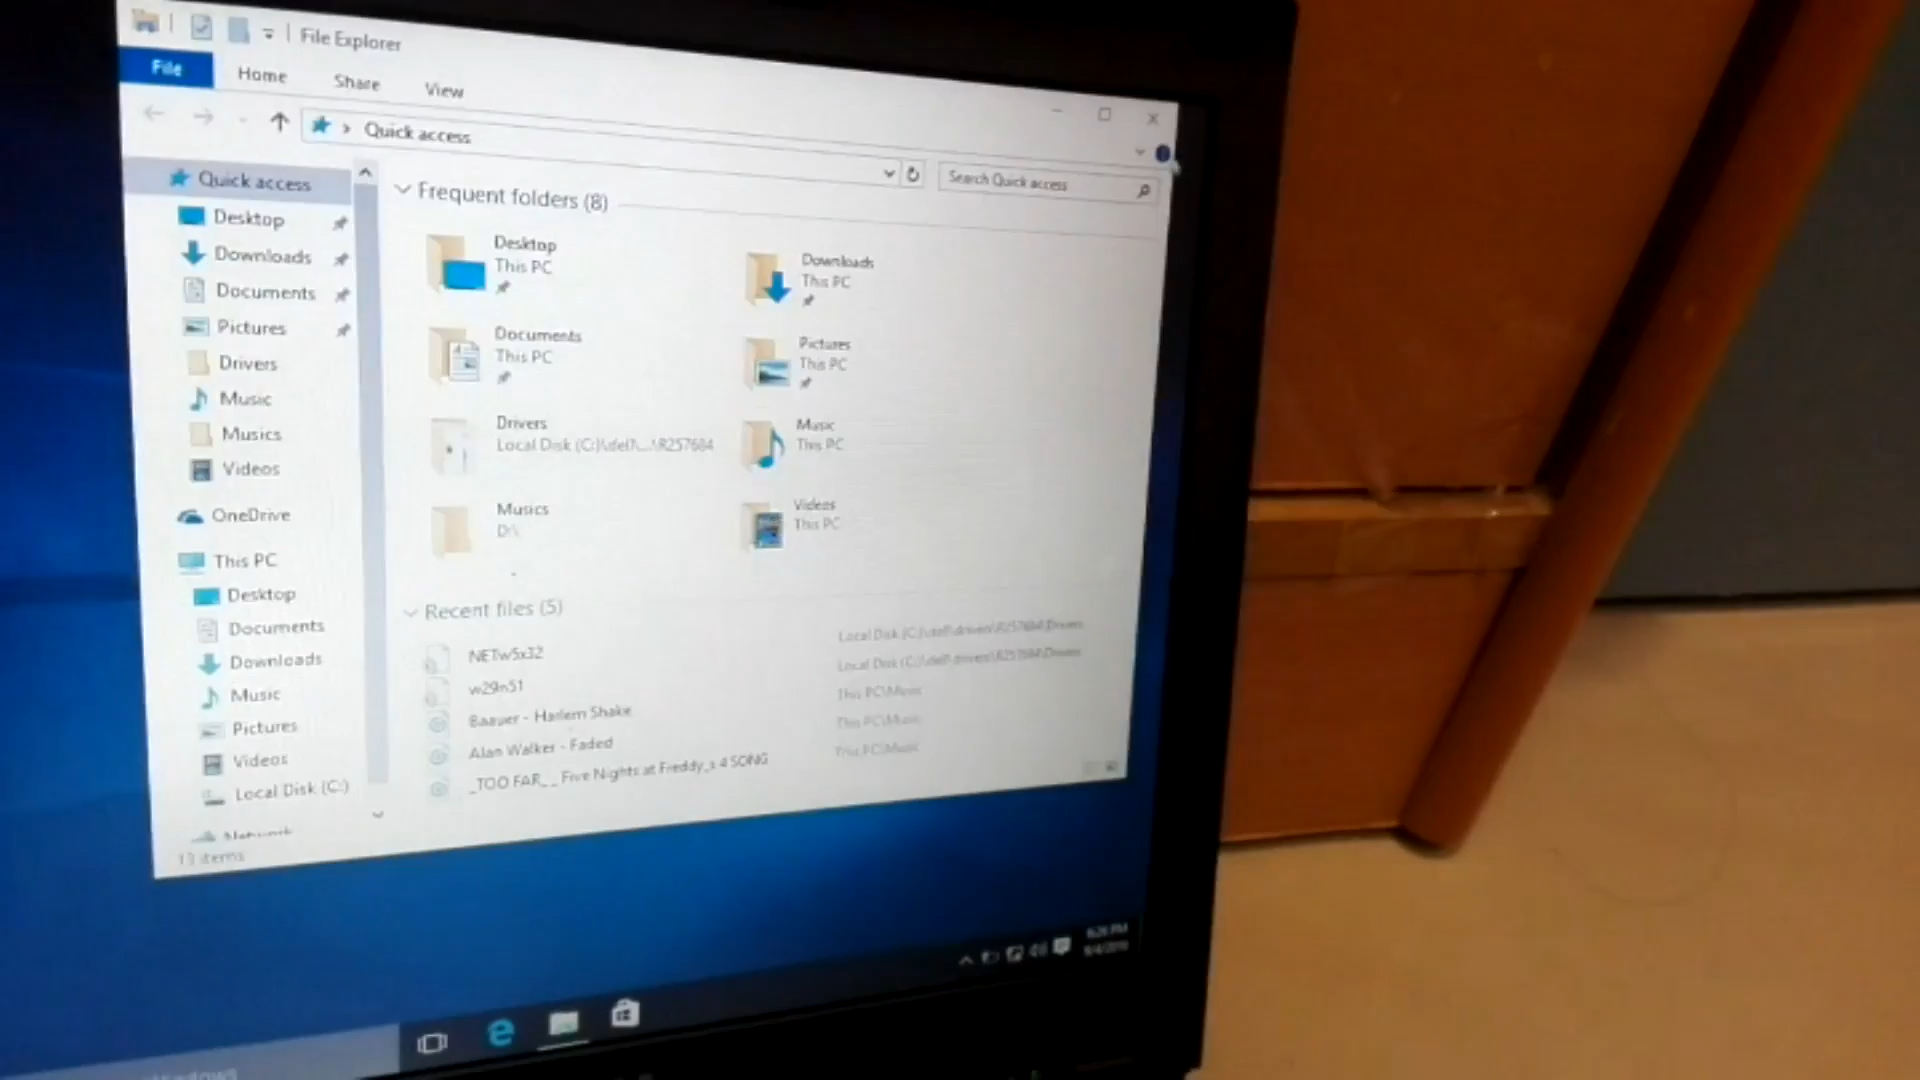 File Explorer
File Home Share View
Quick access
Search Quick access
Quick access
Desktop
Downloads
Documents
Pictures
Drivers
Music
Musics
Videos
OneDrive
This PC
Desktop
Documents
Downloads
Music
Pictures
Videos
Local Disk (C:)
Network
13 items
Frequent folders (8)
Desktop
This PC
Downloads
This PC
Documents
This PC
Pictures
This PC
Drivers
Local Disk (C:)\dell\...\R257684
Music
This PC
Musics
D:\
Videos
This PC
Recent files (5)
NETw5x32
Local Disk (C:)\dell\drivers\R257684\Drivers
w29n51
Local Disk (C:)\dell\drivers\R257684\Drivers
Baauer - Harlem Shake
This PC\Music
Alan Walker - Faded
This PC\Music
_TOO FAR_ _ Five Nights at Freddy_s 4 SONG
This PC\Music
Windows